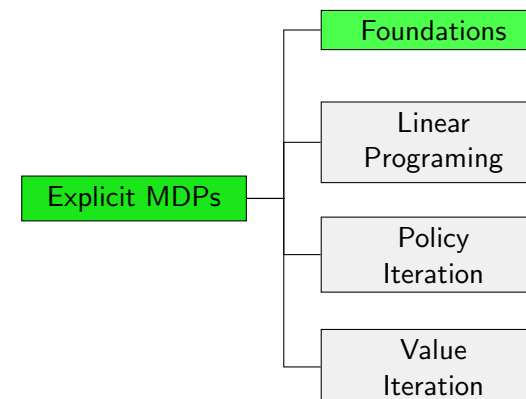 Foundations
Linear
Programing
Explicit MDPs
Policy
Iteration
Value
Iteration